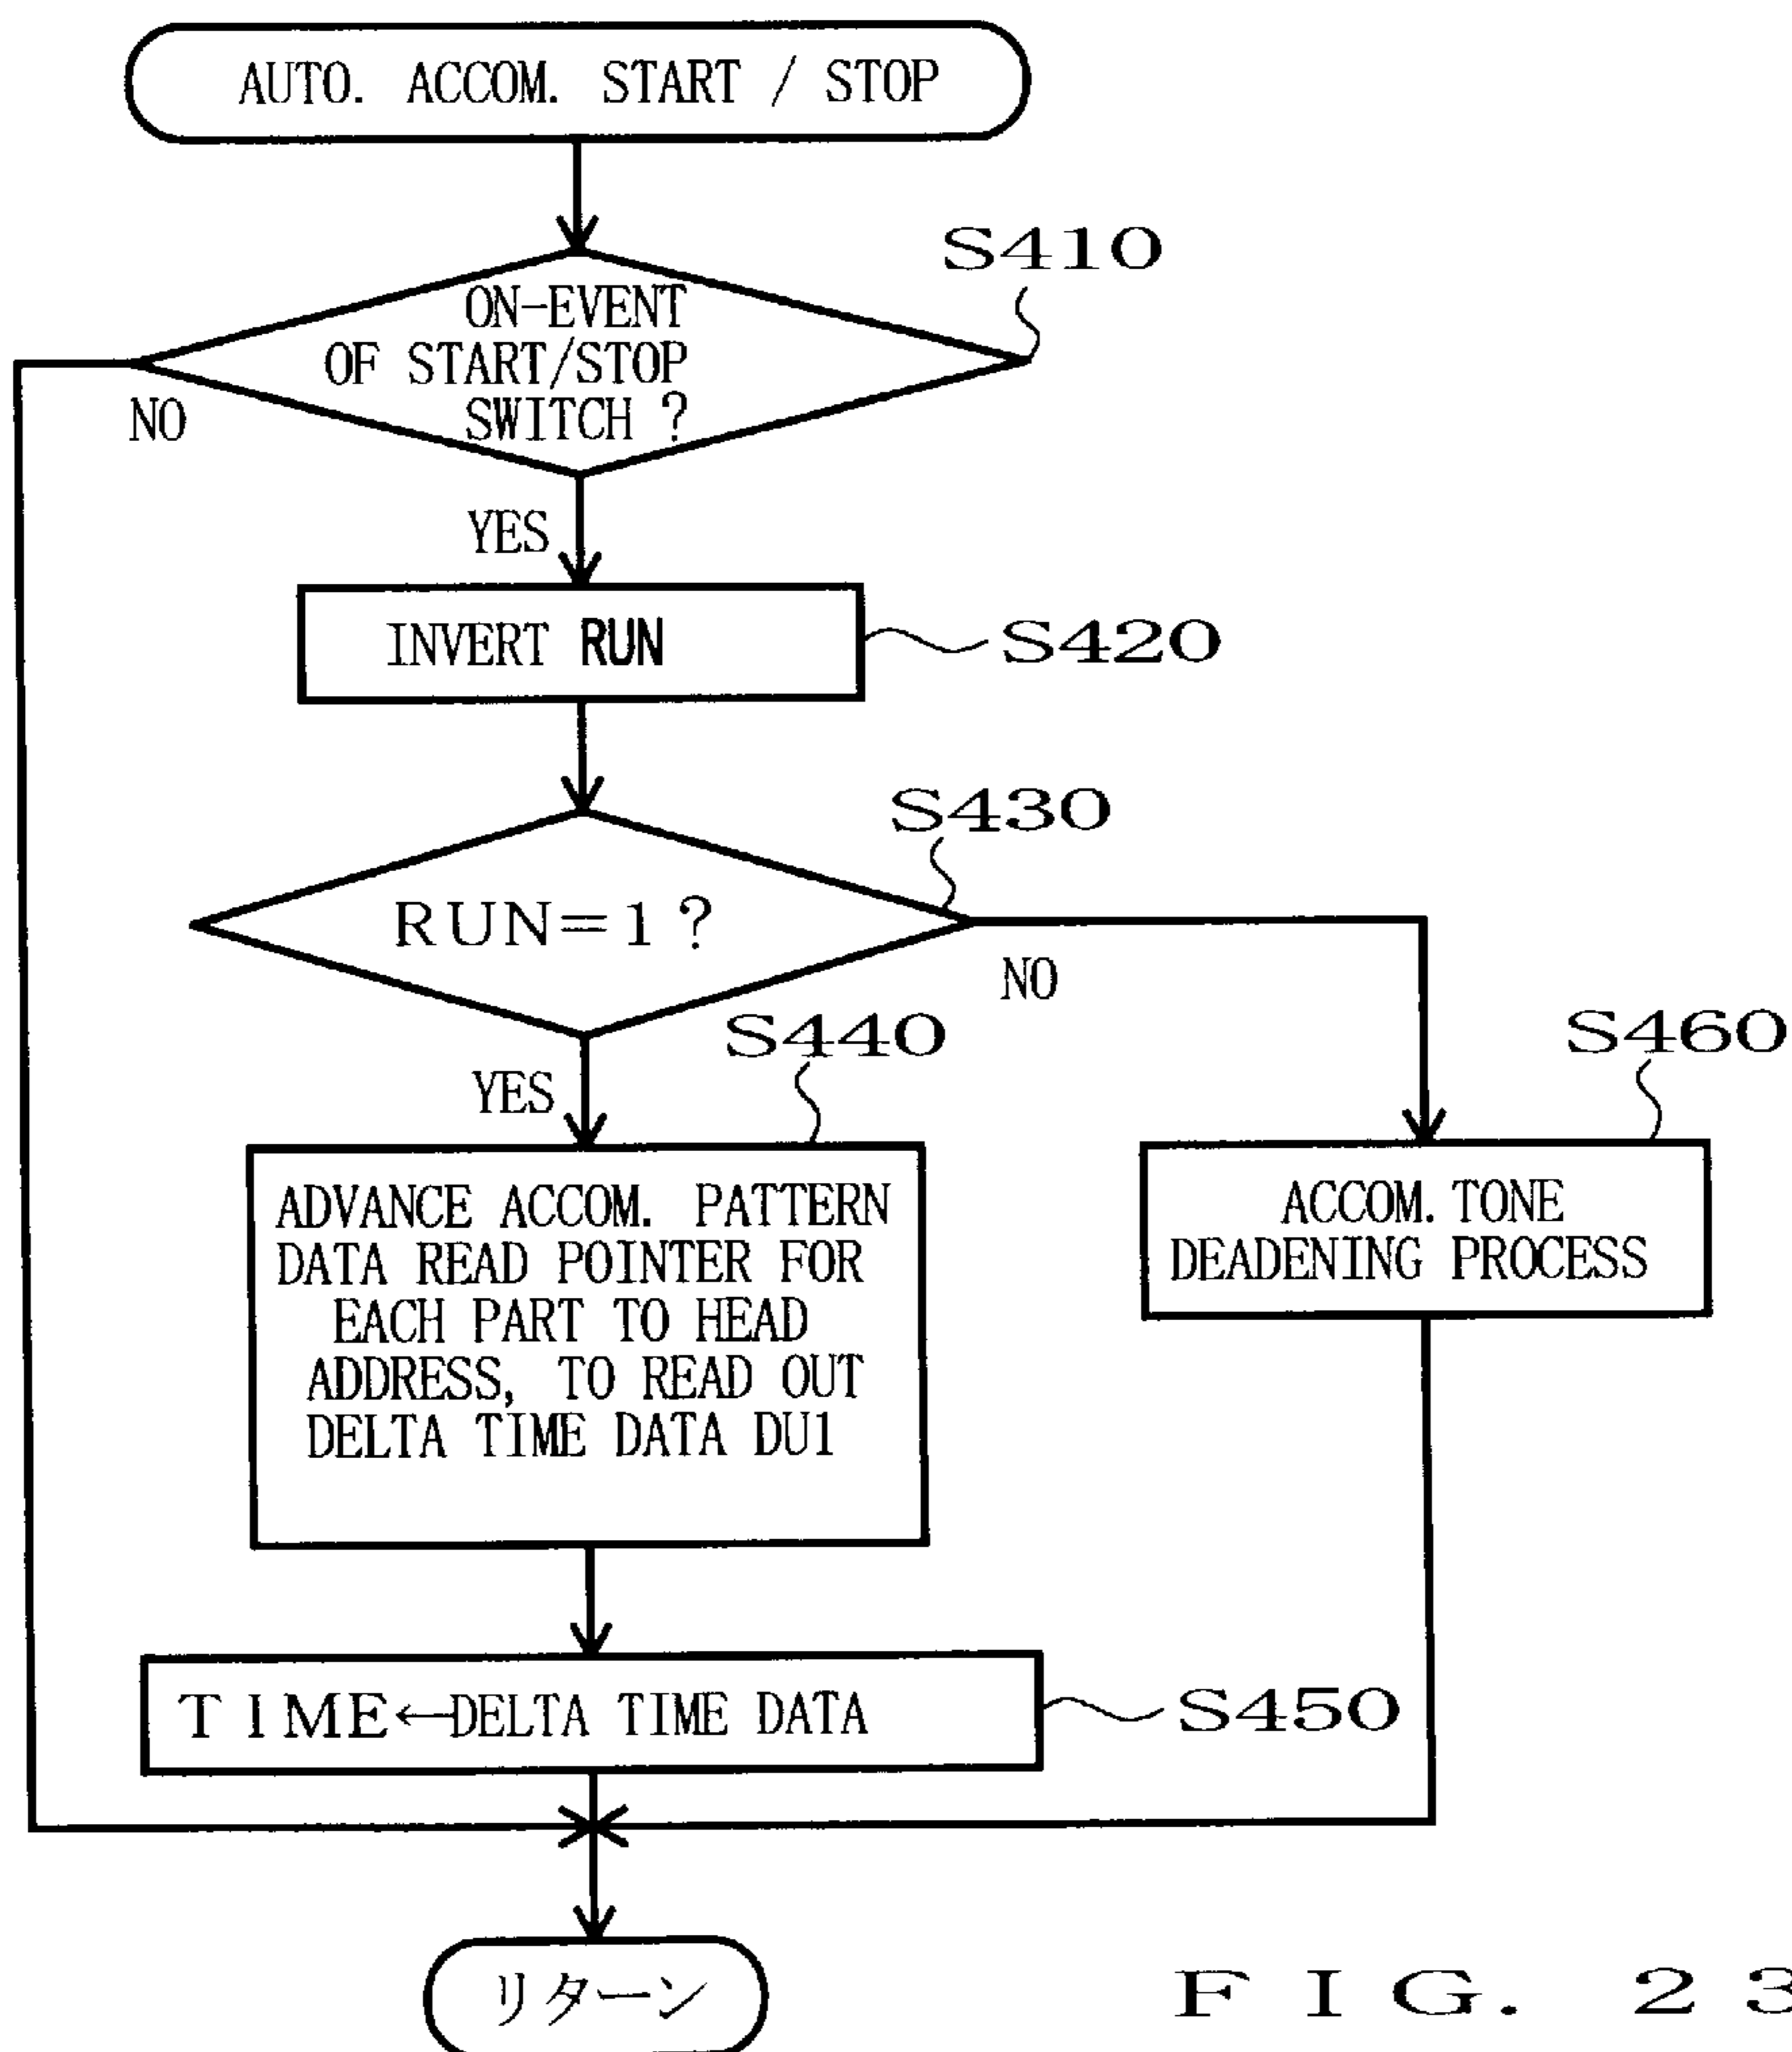 AUTO. ACCOM. START / STOP
S410
ON-EVENT
OF START/STOP
SWITCH ?
NO
YES
INVERT RUN
S420
S430
RUN=1 ?
NO
S440
S460
YES
ADVANCE ACCOM. PATTERN
DATA READ POINTER FOR
EACH PART TO HEAD
ADDRESS, TO READ OUT
DELTA TIME DATA DU1
ACCOM. TONE
DEADENING PROCESS
TIME←DELTA TIME DATA
S450
リターン
FIG. 23